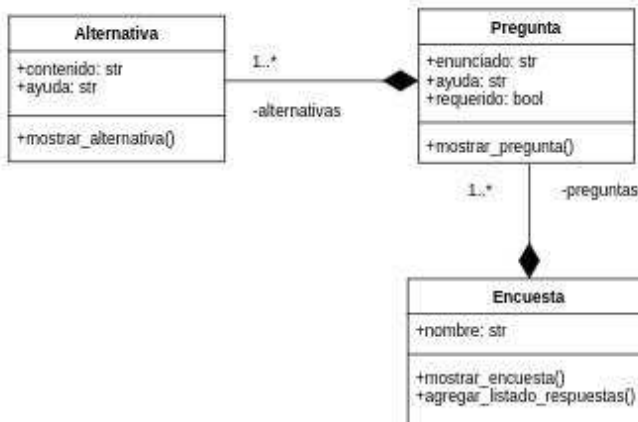 Alternativa
+contenido: str
+ayuda: str
+mostrar_alternativa()
1..*
-alternativas
Pregunta
+enunciado: str
+ayuda: str
+requerido: bool
+mostrar_pregunta()
1..*
-preguntas
Encuesta
+nombre: str
+mostrar_encuesta()
+agregar_listado_respuestas()